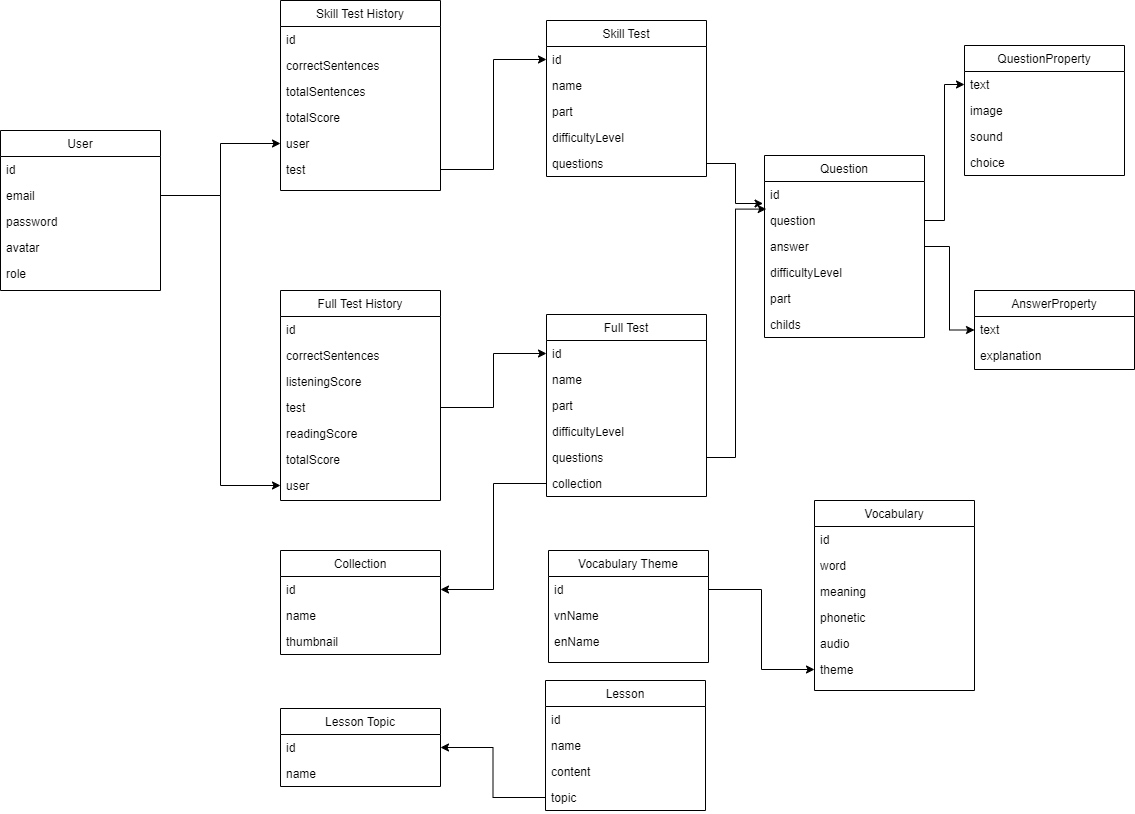 User
id
email
password
avatar
role
Skill Test History
id
correctSentences
totalSentences
totalScore
user
test
Skill Test
id
name
part
difficultyLevel
questions
Question
id
question
answer
difficultyLevel
part
childs
QuestionProperty
text
image
sound
choice
AnswerProperty
text
explanation
Full Test History
id
correctSentences
listeningScore
test
readingScore
totalScore
user
Full Test
id
name
part
difficultyLevel
questions
collection
Collection
id
name
thumbnail
Vocabulary Theme
id
vnName
enName
Vocabulary
id
word
meaning
phonetic
audio
theme
Lesson Topic
id
name
Lesson
id
name
content
topic